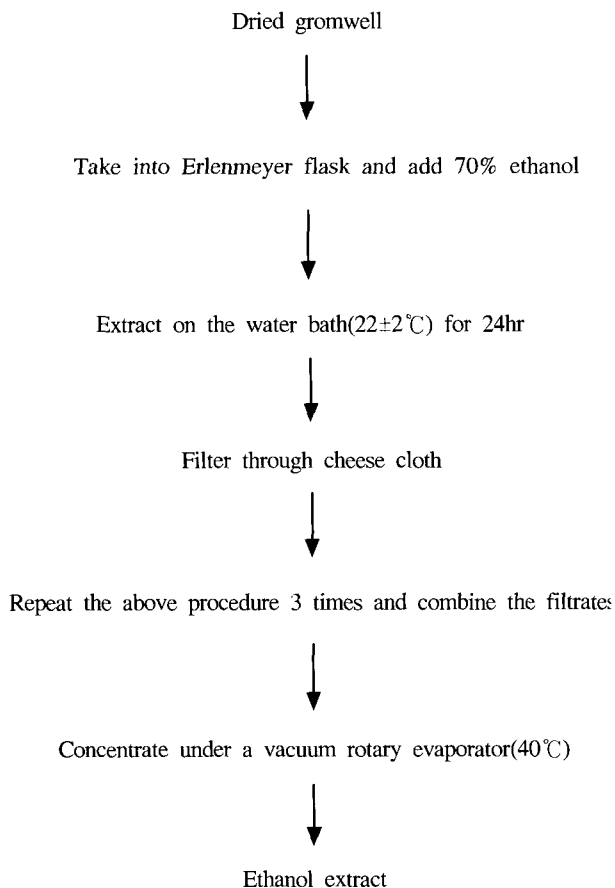 Dried gromwell
Take into Erlenmeyer flask and add 70% ethanol
Extract on the water bath(22±2℃) for 24hr
Filter through cheese cloth
Repeat the above procedure 3 times and combine the filtrates
Concentrate under a vacuum rotary evaporator(40℃)
Ethanol extract